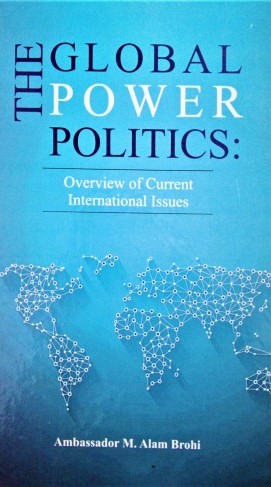 THE GLOBAL
POWER
POLITICS:
Overview of Current
International Issues
Ambassador M. Alam Brohi